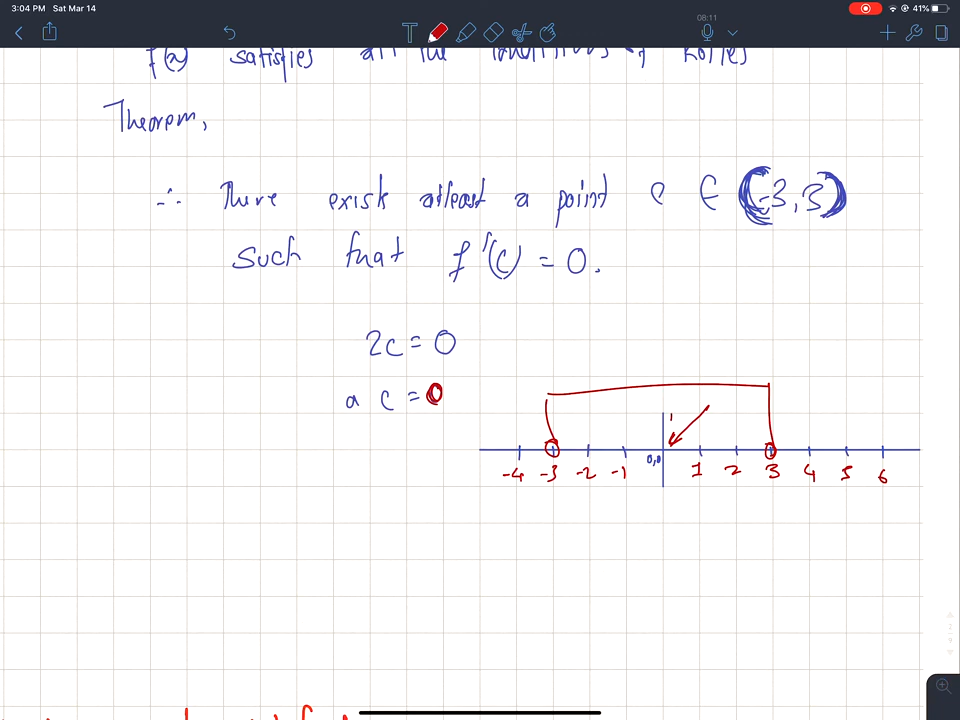 3:04 PM Sat Mar 14
08:11
41%
f(x) satisfies all the conditions of Rolle's
Theorem,
∴ There exist atleast a point c ∈ (-3, 3)
Such that f'(c) = 0.
2c = 0
c = 0
0,0
-4 -3 -2 -1 1 2 3 4 5 6